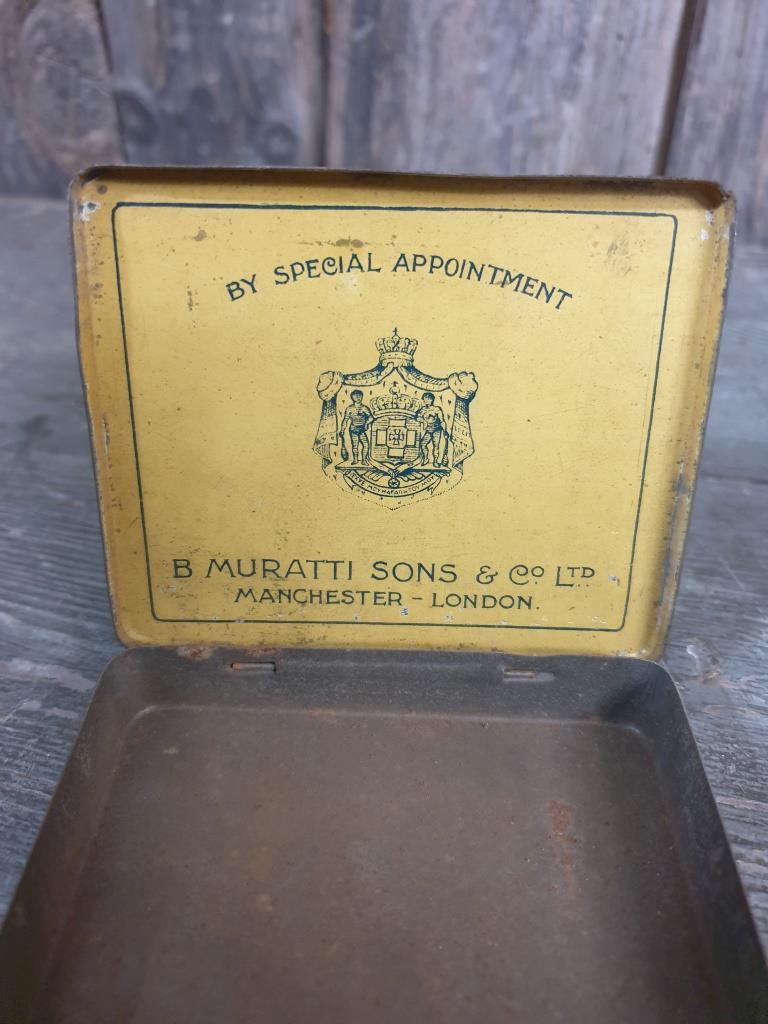 BY SPECIAL APPOINTMENT
B MURATTI SONS & Co LTD
MANCHESTER - LONDON.